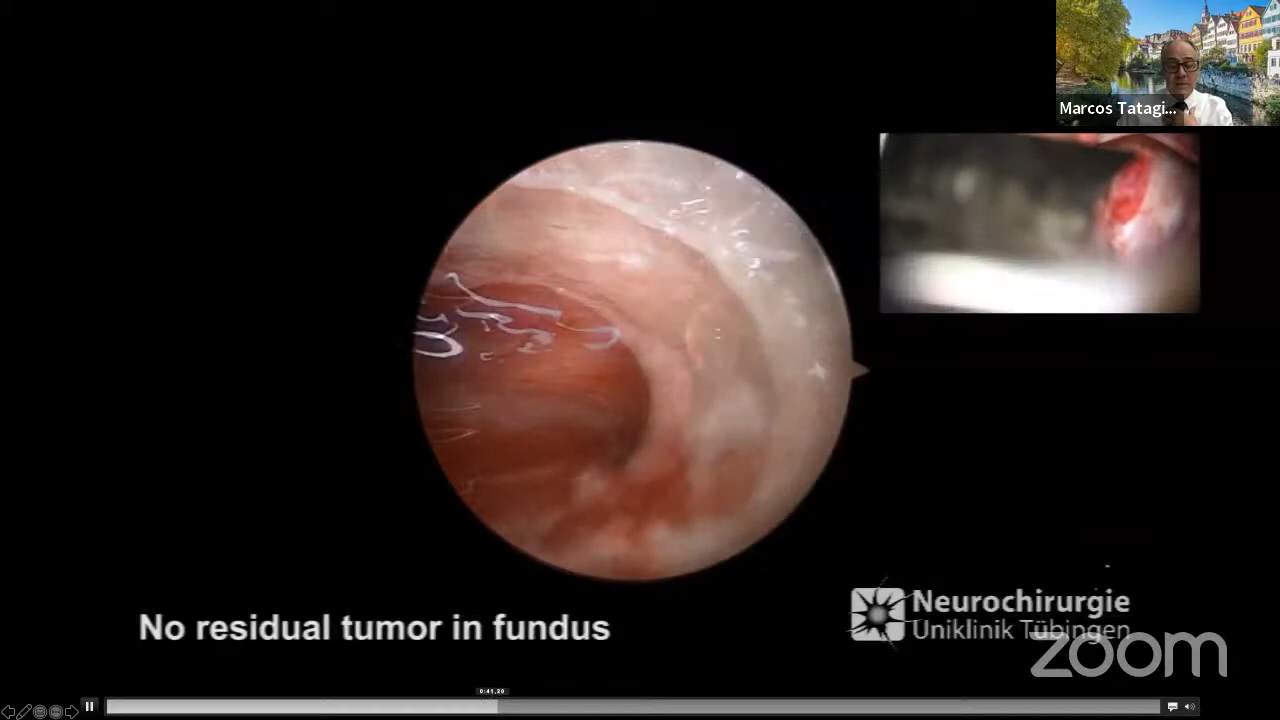 Marcos Tatagi...
No residual tumor in fundus
Neurochirurgie
Uniklinik Tübingen
zoom
0:41,20